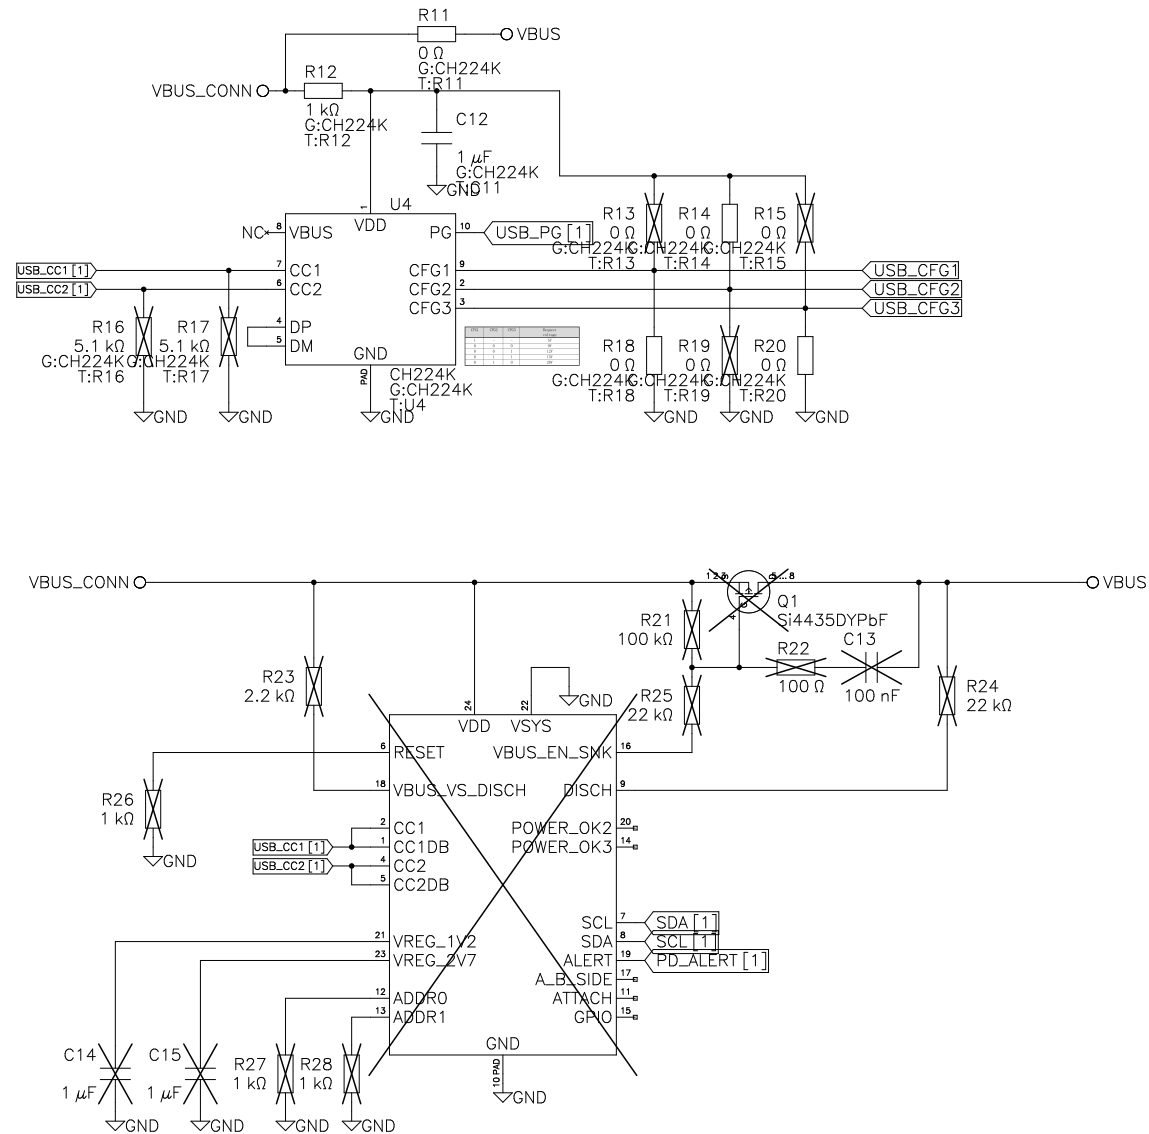 R11
VBUS
0 Ω
G:CH224K
T:R11
R12
VBUS_CONN
1 kΩ
G:CH224K
T:R12
C12
1 µF
G:CH224K
T:C11
GND
U4
1
VDD
NC 8 VBUS
PG 10 USB_PG [1]
R13
0 Ω
G:CH224K
T:R13
R14
0 Ω
G:CH224K
T:R14
R15
0 Ω
G:CH224K
T:R15
USB_CC1 [1] 7 CC1
CFG1 9 USB_CFG1
USB_CC2 [1] 6 CC2
CFG2 2 USB_CFG2
CFG3 3 USB_CFG3
R16
5.1 kΩ
G:CH224K
T:R16
R17
5.1 kΩ
G:CH224K
T:R17
4 DP
5 DM
GND
PAD
CH224K
G:CH224K
T:U4
R18
0 Ω
G:CH224K
T:R18
R19
0 Ω
G:CH224K
T:R19
R20
0 Ω
G:CH224K
T:R20
GND GND GND GND GND GND
VBUS_CONN
1 2 3 S
D 5...8
VBUS
G
4
Q1
Si4435DYPbF
R21
100 kΩ
C13
100 nF
R22
100 Ω
R23
2.2 kΩ
R25
22 kΩ
R24
22 kΩ
GND
24
VDD
22
VSYS
6 RESET
VBUS_EN_SNK 16
18 VBUS_VS_DISCH
DISCH 9
R26
1 kΩ
GND
2 CC1
POWER_OK2 20
USB_CC1 [1] 1 CC1DB
POWER_OK3 14
USB_CC2 [1] 4 CC2
5 CC2DB
SCL 7 SDA [1]
21 VREG_1V2
SDA 8 SCL [1]
23 VREG_2V7
ALERT 19 PD_ALERT [1]
A_B_SIDE 17
12 ADDR0
ATTACH 11
13 ADDR1
GPIO 15
GND
10 PAD
GND
C14
1 µF
C15
1 µF
R27
1 kΩ
R28
1 kΩ
GND GND GND GND